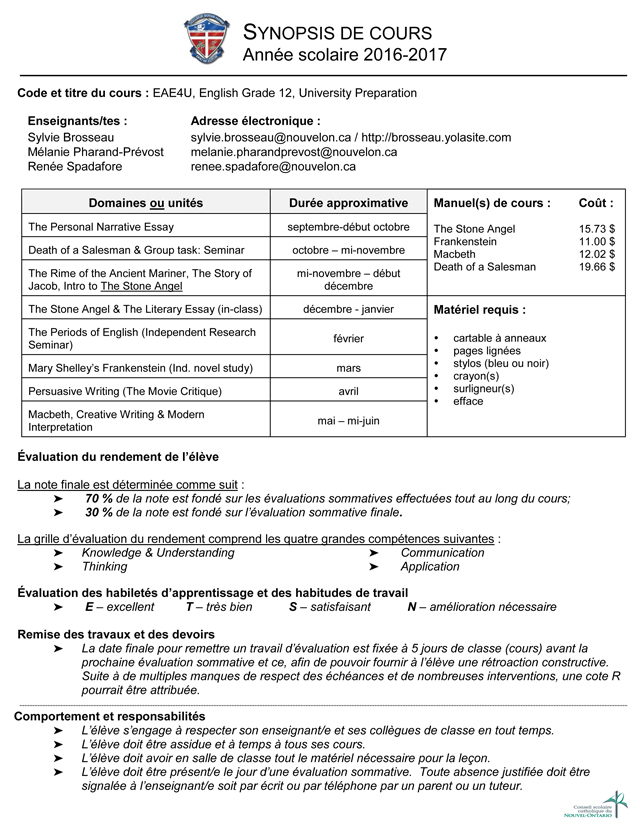 SYNOPSIS DE COURS
Année scolaire 2016-2017
Code et titre du cours : EAE4U, English Grade 12, University Preparation
Enseignants/tes : Adresse électronique :
Sylvie Brosseau sylvie.brosseau@nouvelon.ca / http://brosseau.yolasite.com
Mélanie Pharand-Prévost melanie.pharandprevost@nouvelon.ca
Renée Spadafore renee.spadafore@nouvelon.ca
Domaines ou unités Durée approximative
The Personal Narrative Essay septembre-début octobre
Death of a Salesman & Group task: Seminar octobre – mi-novembre
The Rime of the Ancient Mariner, The Story of
Jacob, Intro to The Stone Angel
mi-novembre – début
décembre
The Stone Angel & The Literary Essay (in-class) décembre - janvier
The Periods of English (Independent Research
Seminar)
février
Mary Shelley's Frankenstein (Ind. novel study) mars
Persuasive Writing (The Movie Critique) avril
Macbeth, Creative Writing & Modern
Interpretation
mai – mi-juin
Manuel(s) de cours : Coût :
The Stone Angel 15.73 $
Frankenstein 11.00 $
Macbeth 12.02 $
Death of a Salesman 19.66 $
Matériel requis :
• cartable à anneaux
• pages lignées
• stylos (bleu ou noir)
• crayon(s)
• surligneur(s)
• efface
Évaluation du rendement de l'élève
La note finale est déterminée comme suit :
➤ 70 % de la note est fondé sur les évaluations sommatives effectuées tout au long du cours;
➤ 30 % de la note est fondé sur l'évaluation sommative finale.
La grille d'évaluation du rendement comprend les quatre grandes compétences suivantes :
➤ Knowledge & Understanding ➤ Communication
➤ Thinking ➤ Application
Évaluation des habiletés d'apprentissage et des habitudes de travail
➤ E – excellent T – très bien S – satisfaisant N – amélioration nécessaire
Remise des travaux et des devoirs
➤ La date finale pour remettre un travail d'évaluation est fixée à 5 jours de classe (cours) avant la
prochaine évaluation sommative et ce, afin de pouvoir fournir à l'élève une rétroaction constructive.
Suite à de multiples manques de respect des échéances et de nombreuses interventions, une cote R
pourrait être attribuée.
Comportement et responsabilités
➤ L'élève s'engage à respecter son enseignant/e et ses collègues de classe en tout temps.
➤ L'élève doit être assidue et à temps à tous ses cours.
➤ L'élève doit avoir en salle de classe tout le matériel nécessaire pour la leçon.
➤ L'élève doit être présent/e le jour d'une évaluation sommative. Toute absence justifiée doit être
signalée à l'enseignant/e soit par écrit ou par téléphone par un parent ou un tuteur.
Conseil scolaire
catholique du
NOUVEL-ONTARIO